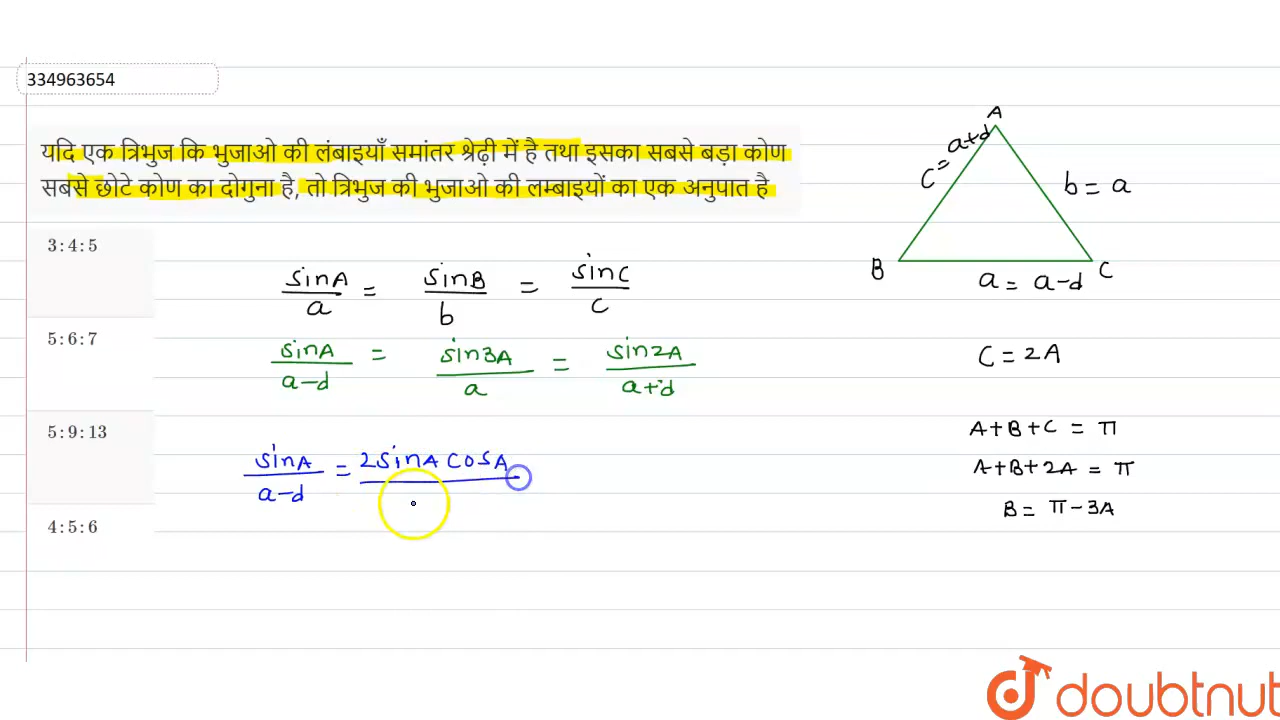 334963654
यदि एक त्रिभुज कि भुजाओ की लंबाइयाँ समांतर श्रेढ़ी में है तथा इसका सबसे बड़ा कोण
सबसे छोटे कोण का दोगुना है, तो त्रिभुज की भुजाओ की लम्बाइयों का एक अनुपात है
3:4:5
5:6:7
5:9:13
4:5:6
sinA/a = sinB/b = sinC/c
sinA/a-d = sin3A/a = sin2A/a+d
sinA/a-d = 2sinA cosA
A
c = a+d
b = a
B
C
a = a-d
C = 2A
A+B+C = π
A+B+2A = π
B = π-3A
doubtnut